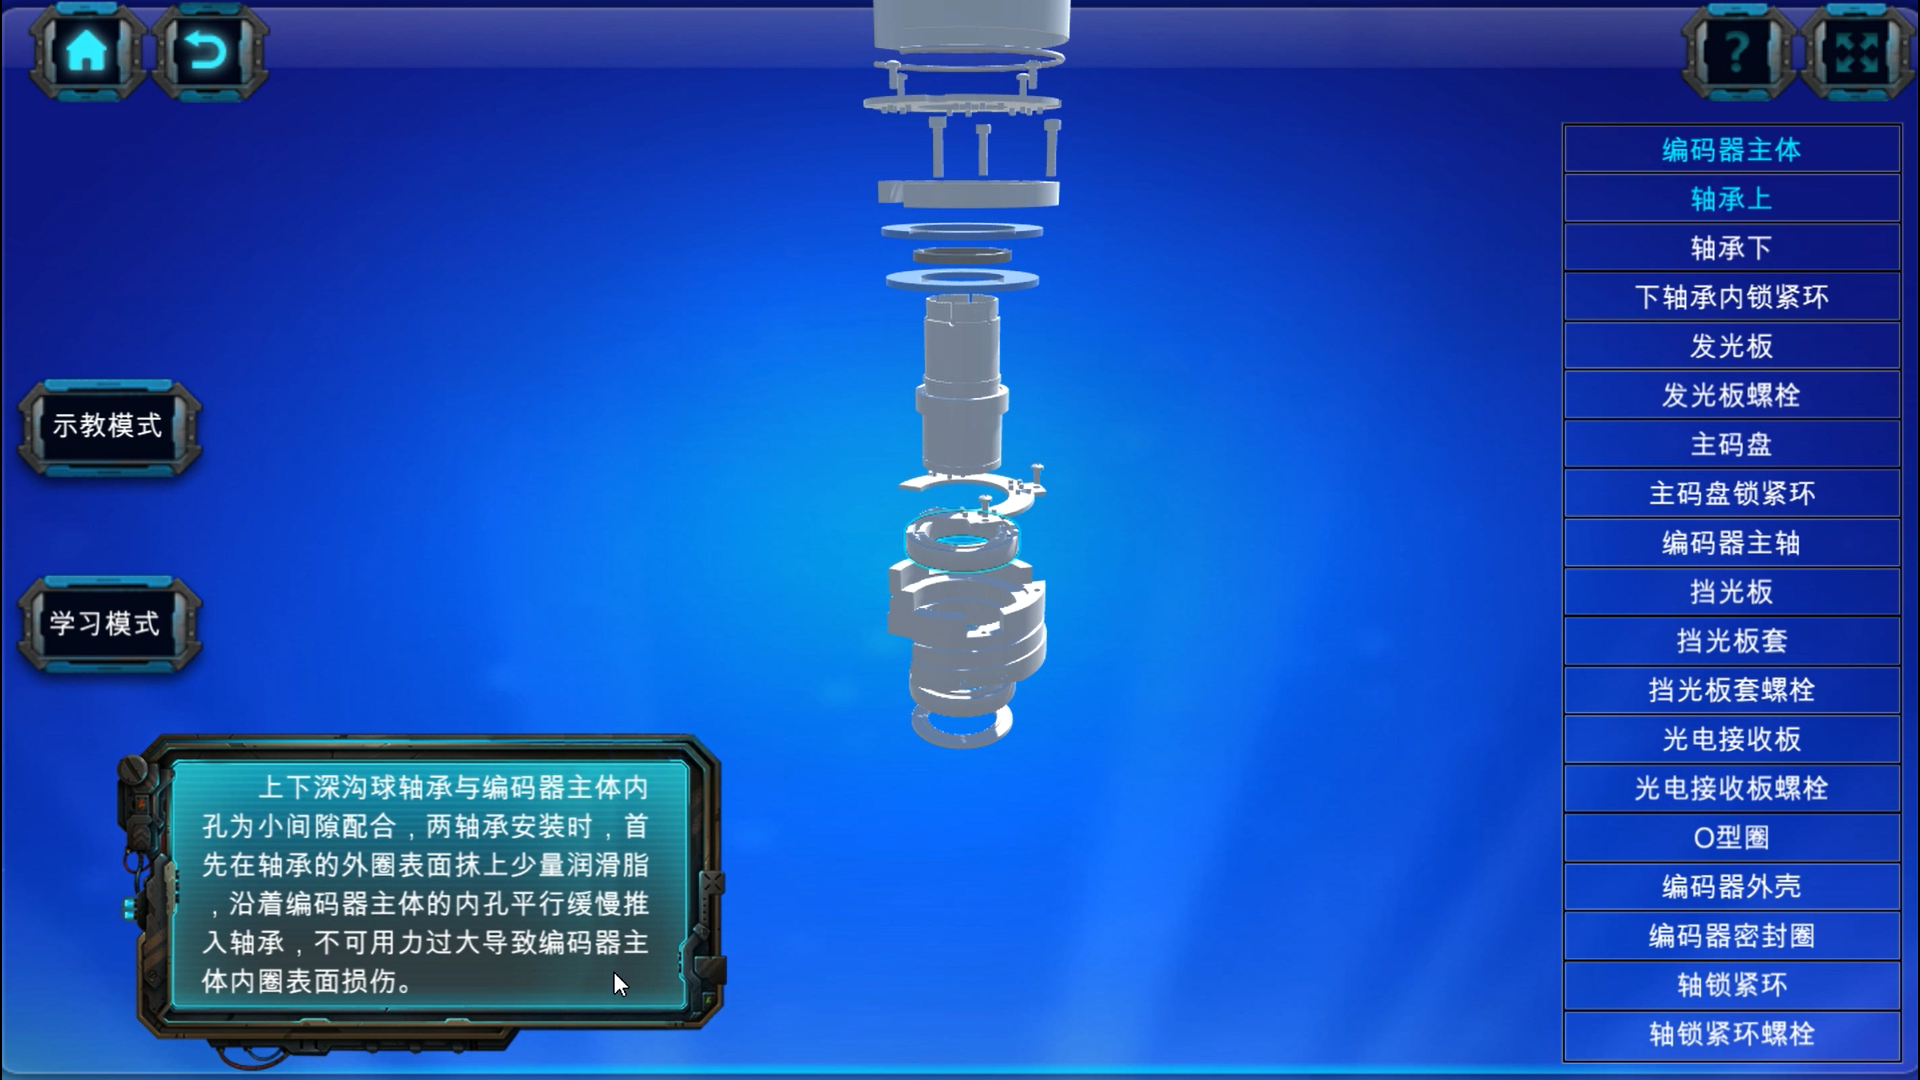 ?
编码器主体
轴承上
轴承下
下轴承内锁紧环
发光板
发光板螺栓
主码盘
主码盘锁紧环
编码器主轴
挡光板
挡光板套
挡光板套螺栓
光电接收板
光电接收板螺栓
O型圈
编码器外壳
编码器密封圈
轴锁紧环
轴锁紧环螺栓
示教模式
学习模式
上下深沟球轴承与编码器主体内
孔为小间隙配合，两轴承安装时，首
先在轴承的外圈表面抹上少量润滑脂
，沿着编码器主体的内孔平行缓慢推
入轴承，不可用力过大导致编码器主
体内圈表面损伤。